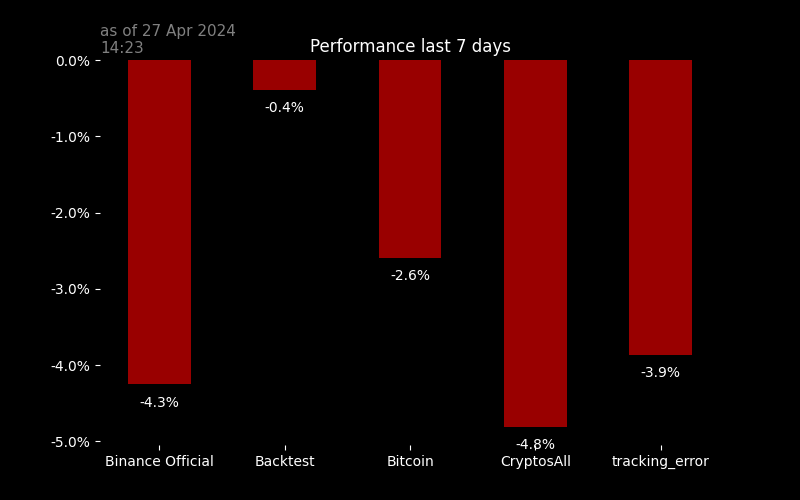 as of 27 Apr 2024
14:23
Performance last 7 days
0.0%
-1.0%
-2.0%
-3.0%
-4.0%
-5.0%
-4.3%
-0.4%
-2.6%
-4.8%
-3.9%
Binance Official
Backtest
Bitcoin
CryptosAll
tracking_error